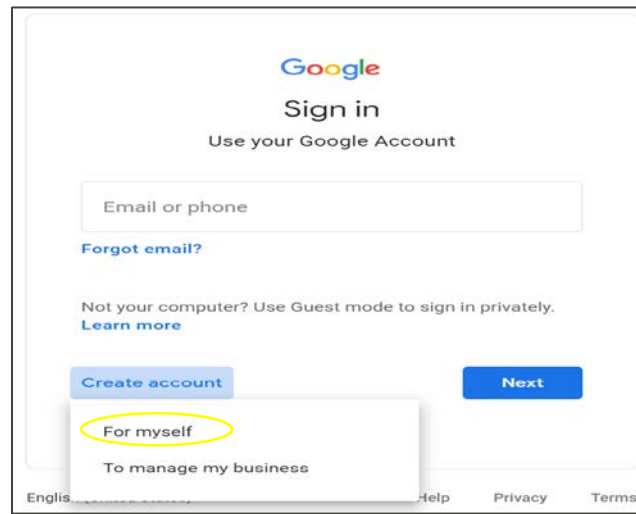 Google
Sign in
Use your Google Account
Email or phone
Forgot email?
Not your computer? Use Guest mode to sign in privately.
Learn more
Create account
Next
For myself
To manage my business
Help Privacy Terms